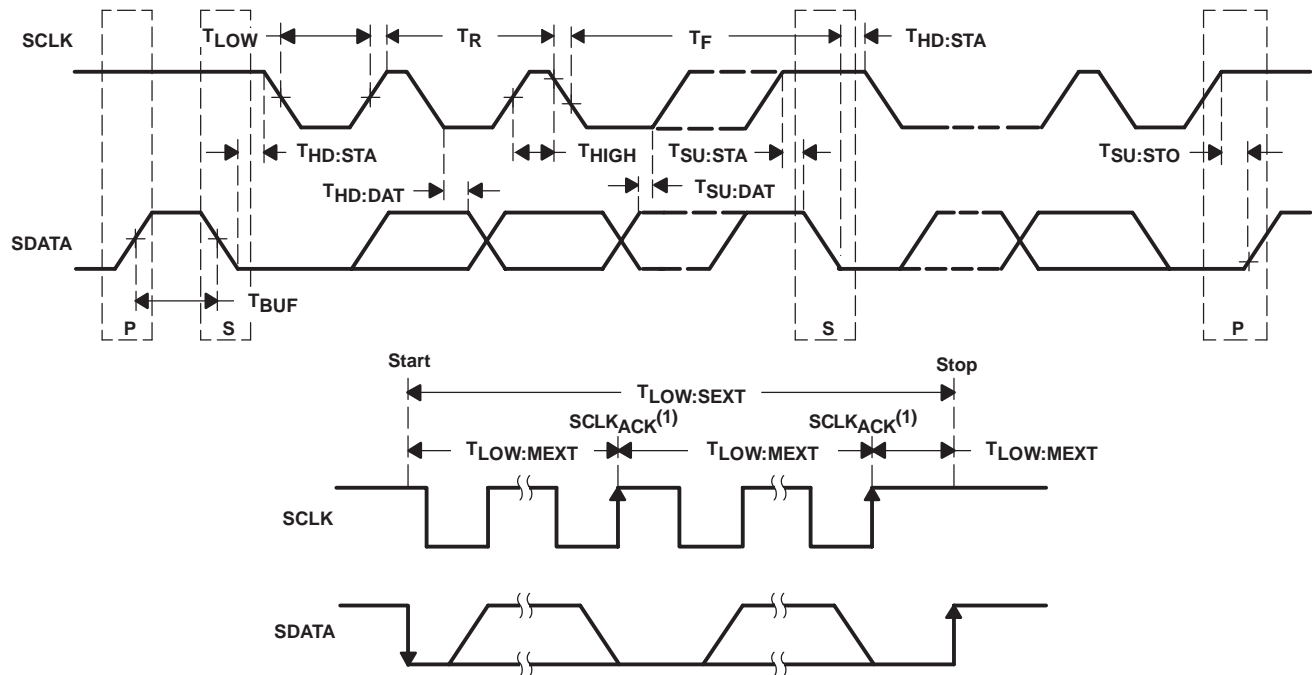 SCLK TLOW TR TF THD:STA
THD:STA THIGH TSU:STA TSU:STO
THD:DAT TSU:DAT
SDATA
TBUF
P S S P
Start Stop
TLOW:SEXT
SCLKACK(1) SCLKACK(1)
TLOW:MEXT TLOW:MEXT TLOW:MEXT
SCLK
SDATA